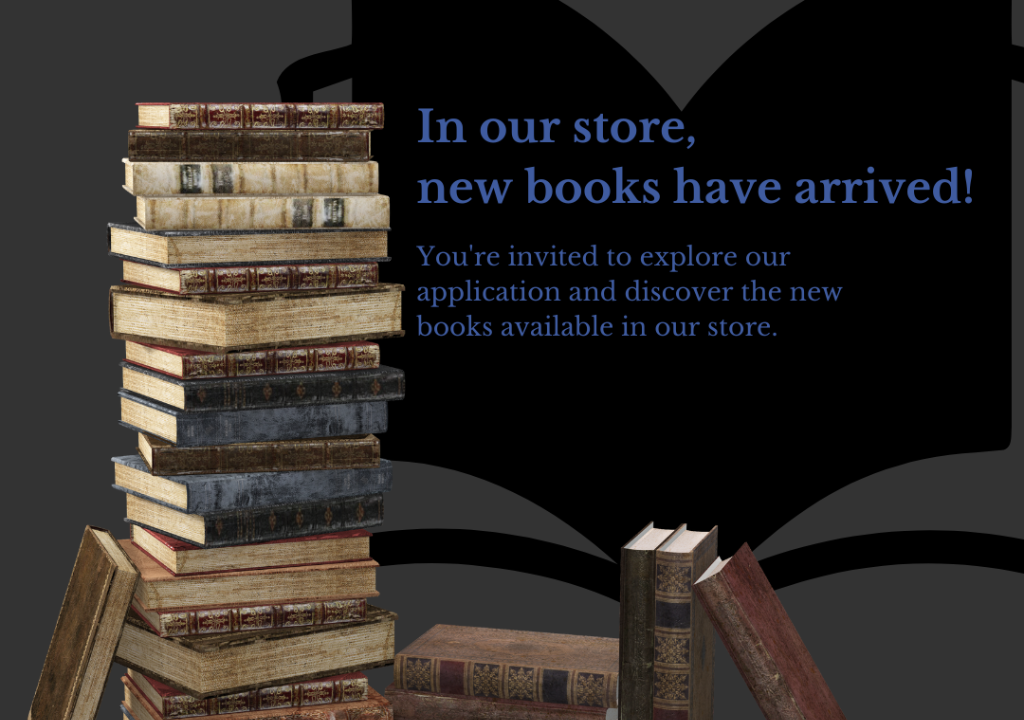 In our store,
new books have arrived!
You're invited to explore our
application and discover the new
books available in our store.